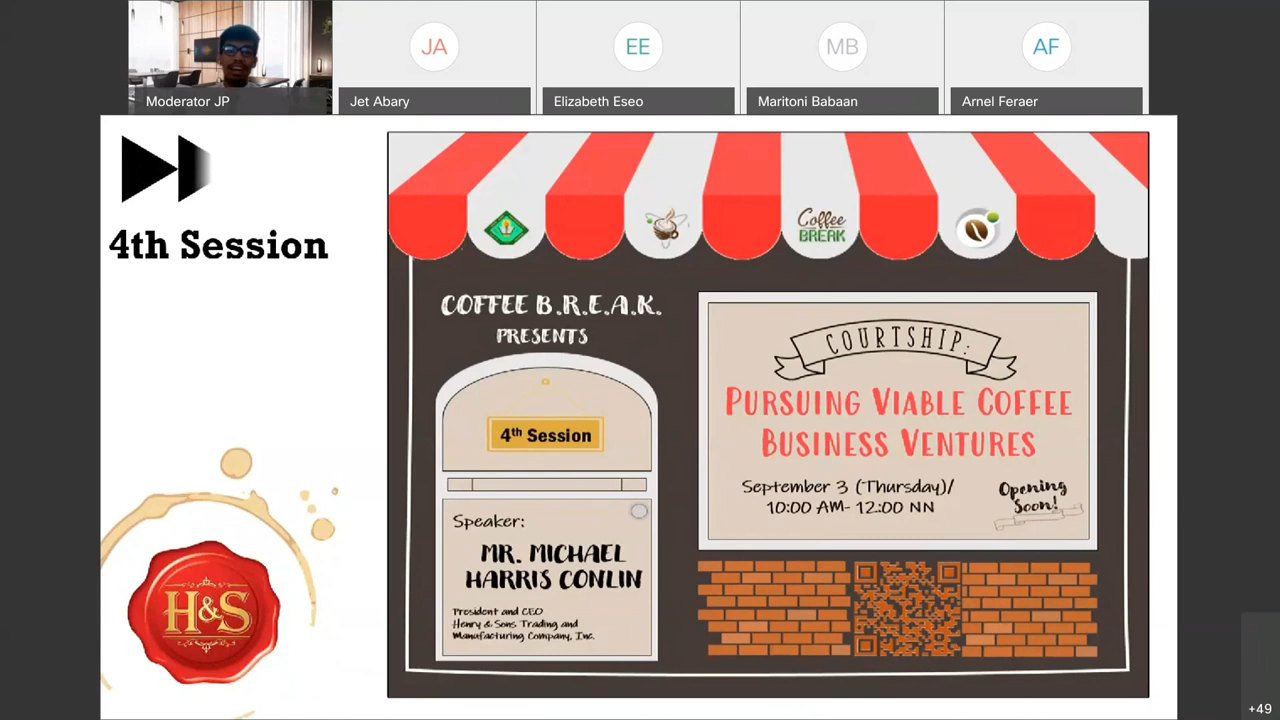 JA
EE
MB
AF
Moderator JP
Jet Abary
Elizabeth Eseo
Maritoni Babaan
Arnel Feraer
4th Session
Coffee
BREAK
COFFEE B.R.E.A.K.
PRESENTS
4th Session
Speaker:
MR. MICHAEL
HARRIS CONLIN
President and CEO
Henry & Sons Trading and
Manufacturing Company, Inc.
COURTSHIP:
PURSUING VIABLE COFFEE
BUSINESS VENTURES
September 3 (Thursday)/
10:00 AM- 12:00 NN
Opening
Soon!
H&S
+49